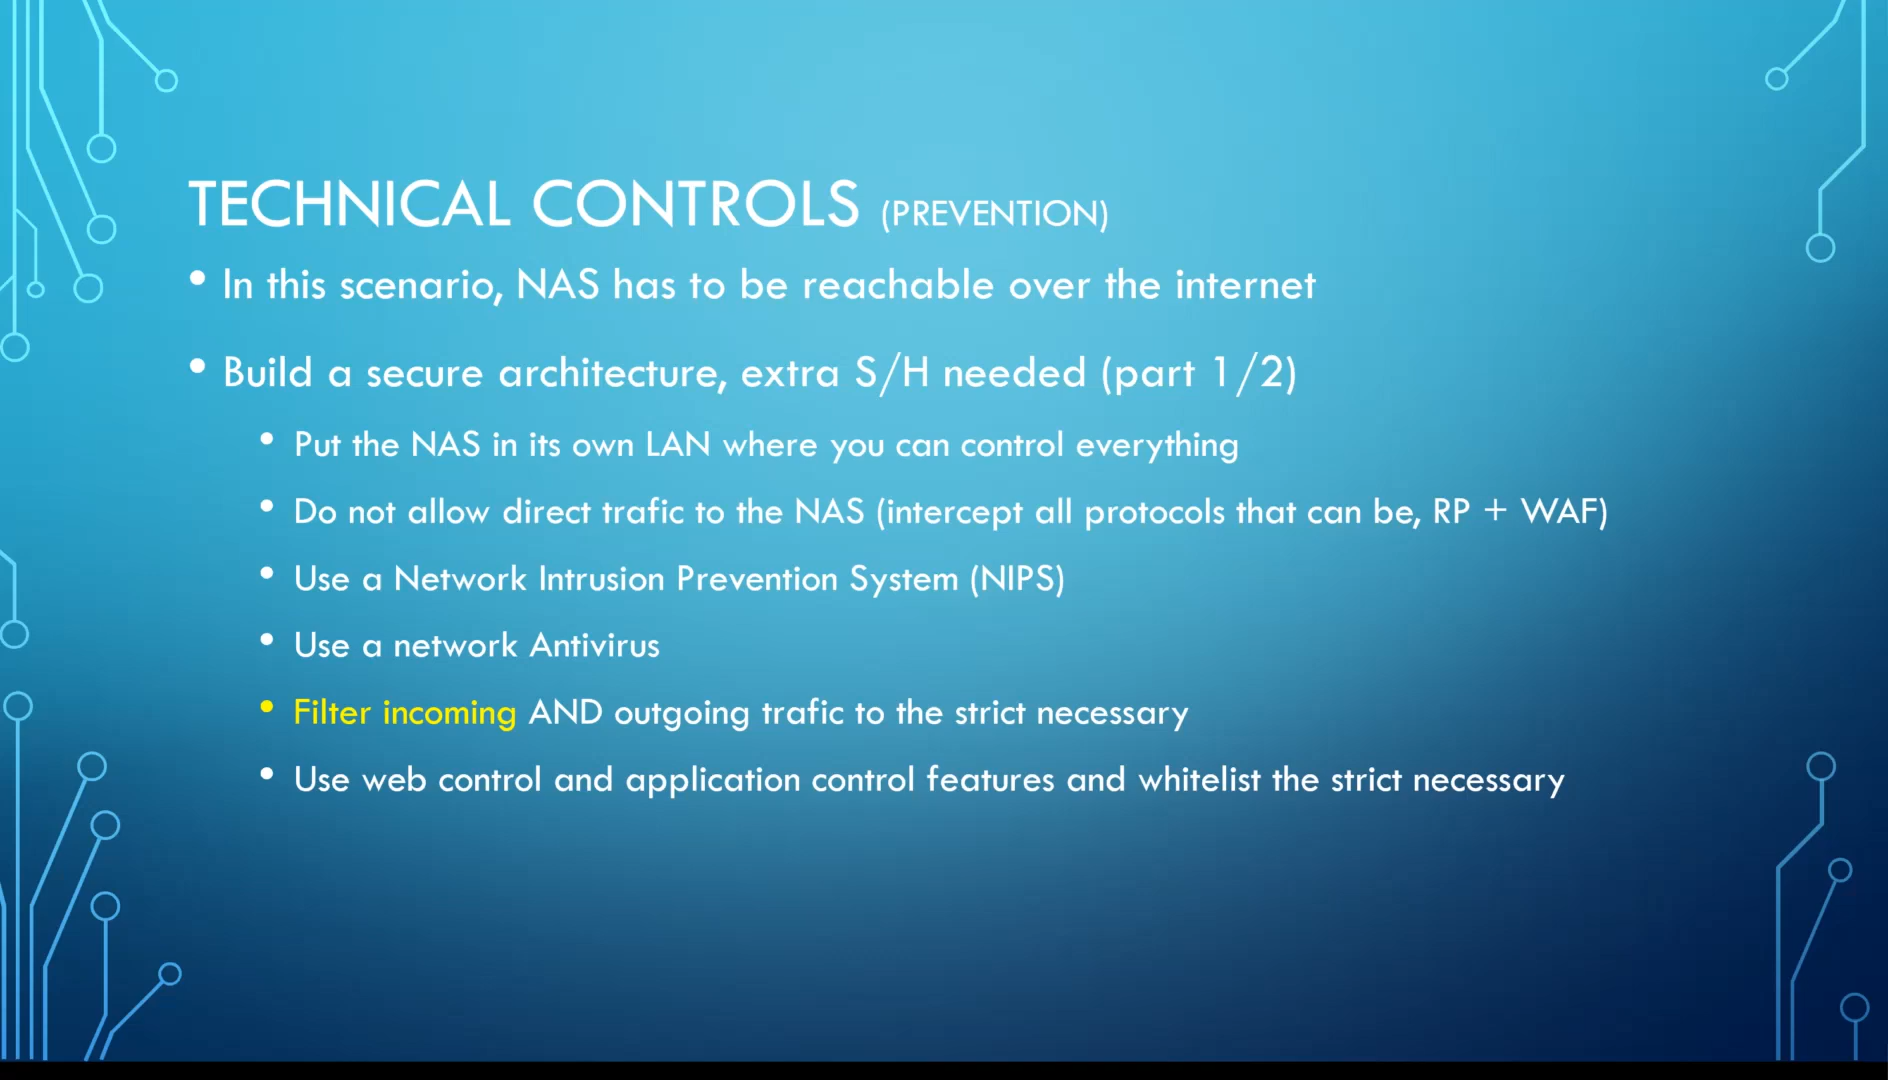 TECHNICAL CONTROLS (PREVENTION)
• In this scenario, NAS has to be reachable over the internet
• Build a secure architecture, extra S/H needed (part 1/2)
• Put the NAS in its own LAN where you can control everything
• Do not allow direct trafic to the NAS (intercept all protocols that can be, RP + WAF)
• Use a Network Intrusion Prevention System (NIPS)
• Use a network Antivirus
• Filter incoming AND outgoing trafic to the strict necessary
• Use web control and application control features and whitelist the strict necessary